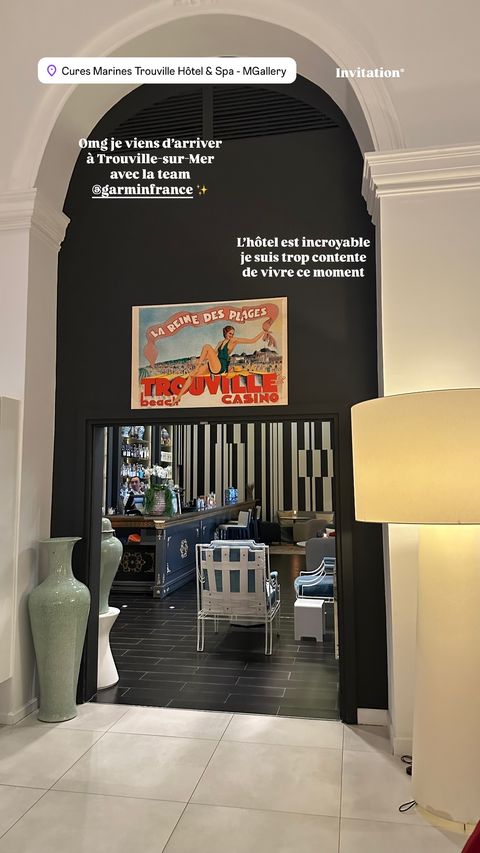 Cures Marines Trouville Hôtel & Spa - MGallery
Invitation*
Omg je viens d'arriver
à Trouville-sur-Mer
avec la team
@garminfrance ✨
L'hôtel est incroyable
je suis trop contente
de vivre ce moment
LA REINE DES PLAGES
TROUVILLE
beach CASINO